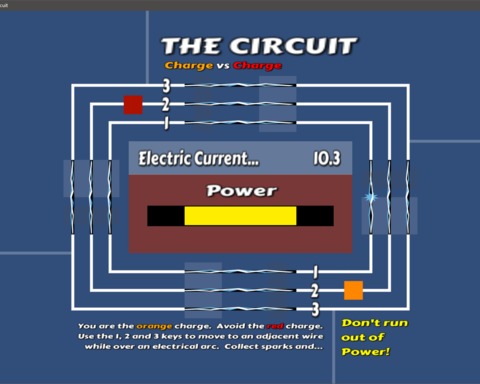 cuit
THE CIRCUIT
Charge vs Charge
3
2
1
Electric Current... 10.3
Power
1
2
3
You are the orange charge. Avoid the red charge.
Use the 1, 2 and 3 keys to move to an adjacent wire
while over an electrical arc. Collect sparks and...
Don't run
out of
Power!